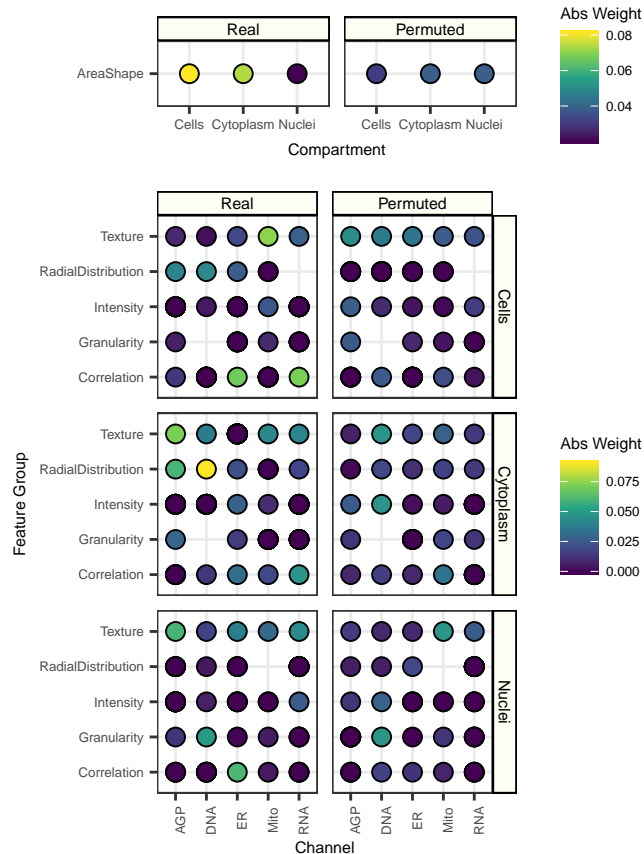 Real
Permuted
AreaShape
Cells
Cytoplasm
Nuclei
Cells
Cytoplasm
Nuclei
Compartment
Abs Weight
0.08
0.06
0.04
Real
Permuted
Texture
RadialDistribution
Intensity
Granularity
Correlation
Cells
Texture
RadialDistribution
Intensity
Granularity
Correlation
Cytoplasm
Texture
RadialDistribution
Intensity
Granularity
Correlation
Nuclei
Feature Group
AGP
DNA
ER
Mito
RNA
AGP
DNA
ER
Mito
RNA
Channel
Abs Weight
0.075
0.050
0.025
0.000